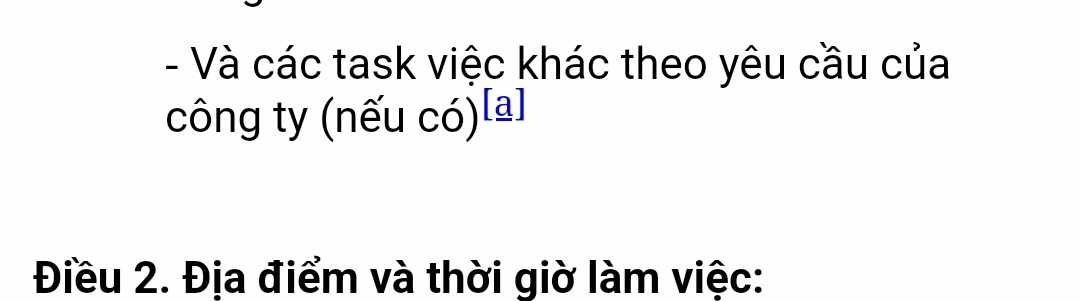 - Và các task việc khác theo yêu cầu của
công ty (nếu có)[a]
Điều 2. Địa điểm và thời giờ làm việc: